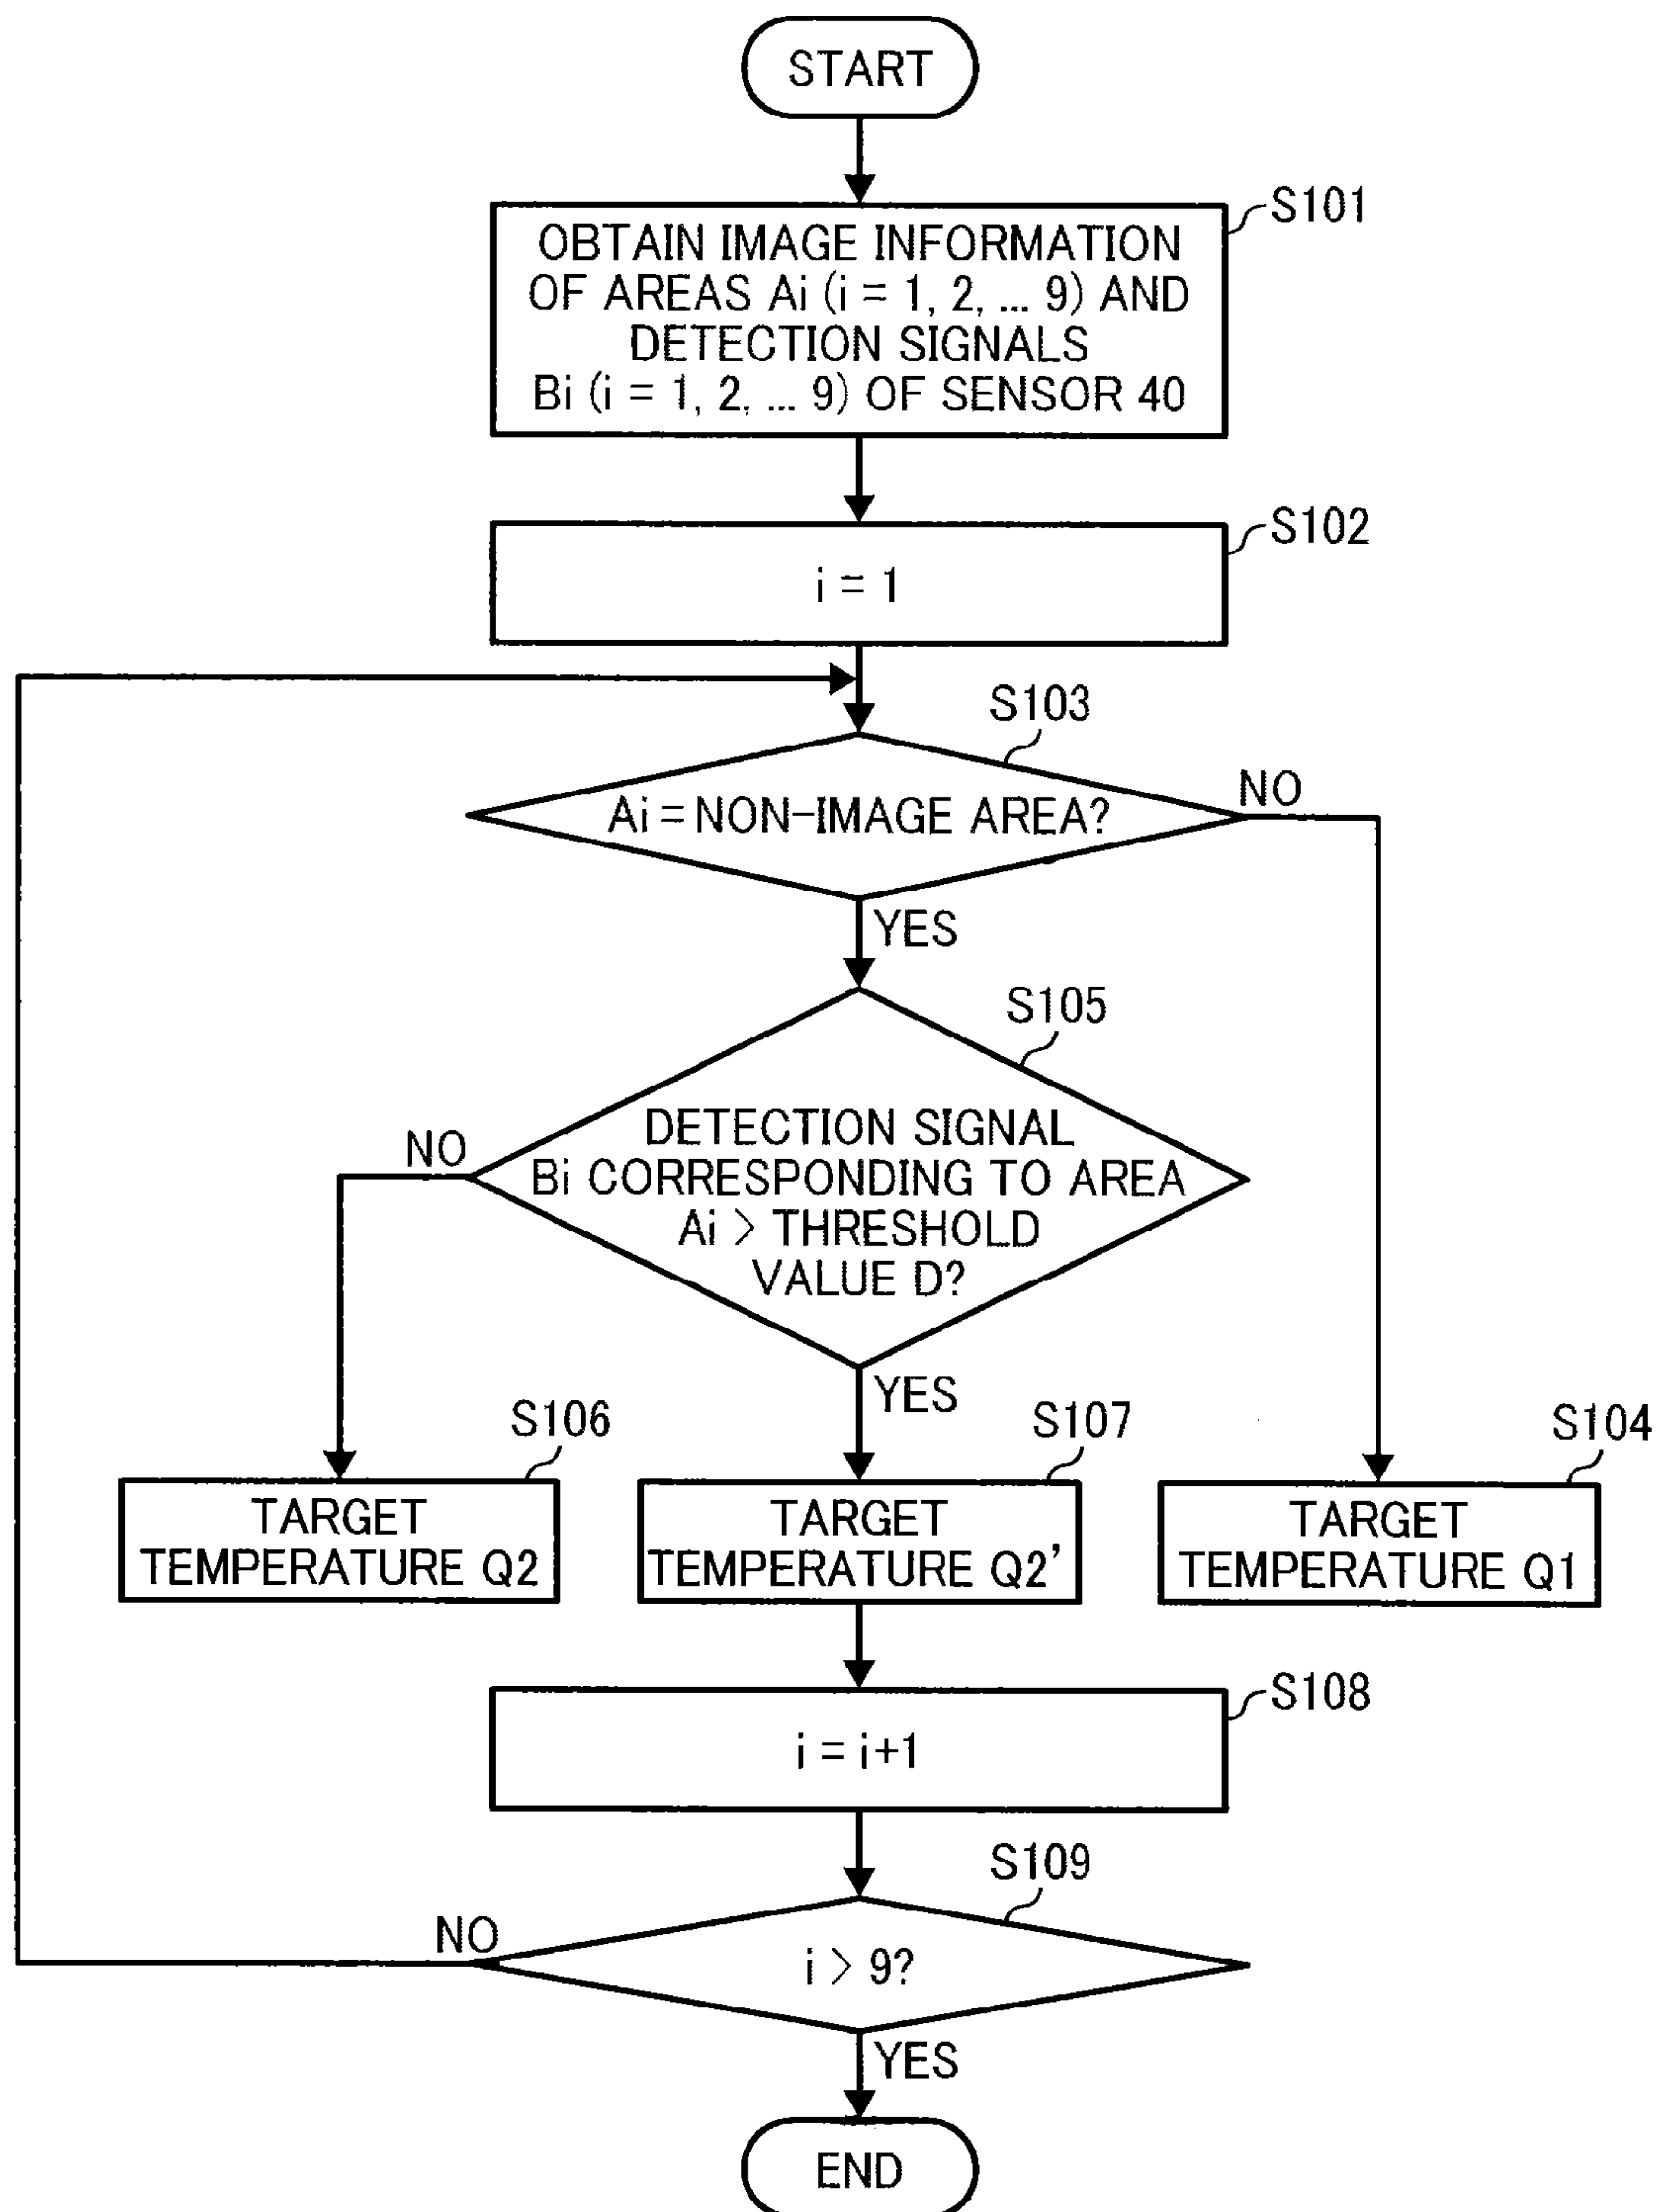 START
S101
OBTAIN IMAGE INFORMATION
OF AREAS Ai (i = 1, 2, ... 9) AND
DETECTION SIGNALS
Bi (i = 1, 2, ... 9) OF SENSOR 40
S102
i = 1
S103
Ai = NON-IMAGE AREA?
NO
YES
S105
DETECTION SIGNAL
Bi CORRESPONDING TO AREA
Ai > THRESHOLD
VALUE D?
NO
YES
S106
TARGET
TEMPERATURE Q2
S107
TARGET
TEMPERATURE Q2'
S104
TARGET
TEMPERATURE Q1
S108
i = i+1
S109
i > 9?
NO
YES
END